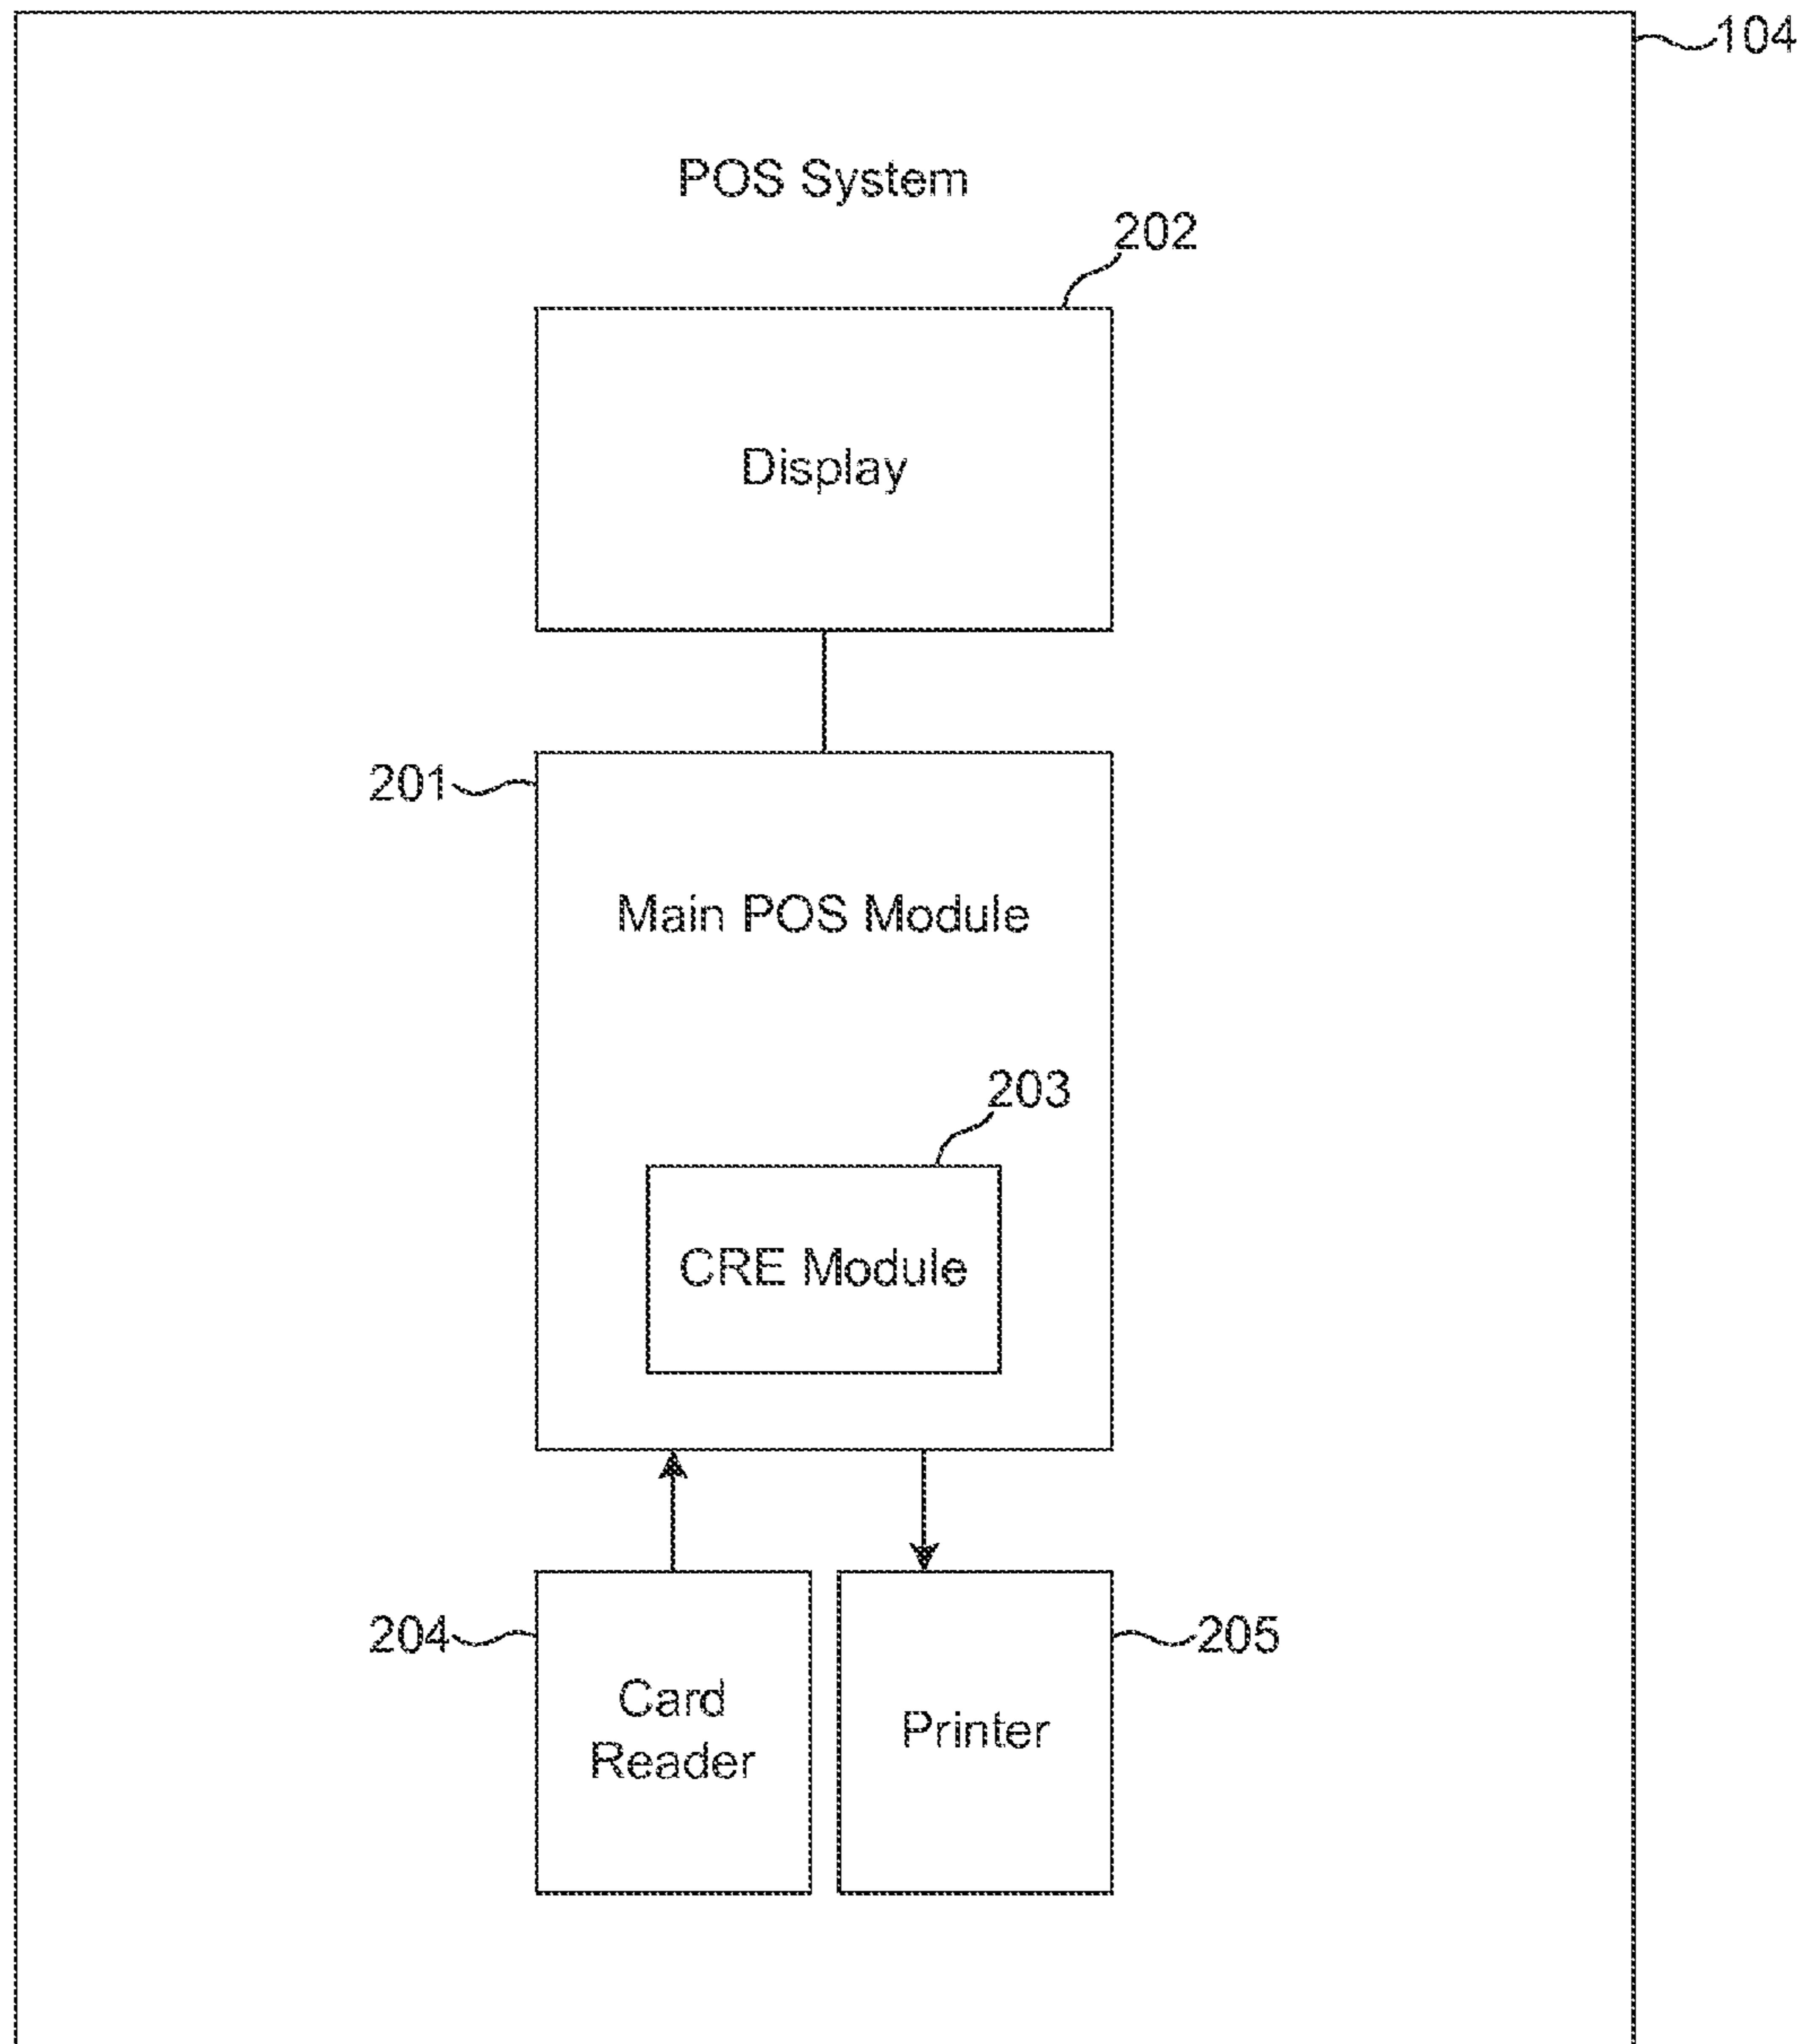 104
POS System
202
Display
201
Main POS Module
203
CRE Module
204
Card
Reader
205
Printer